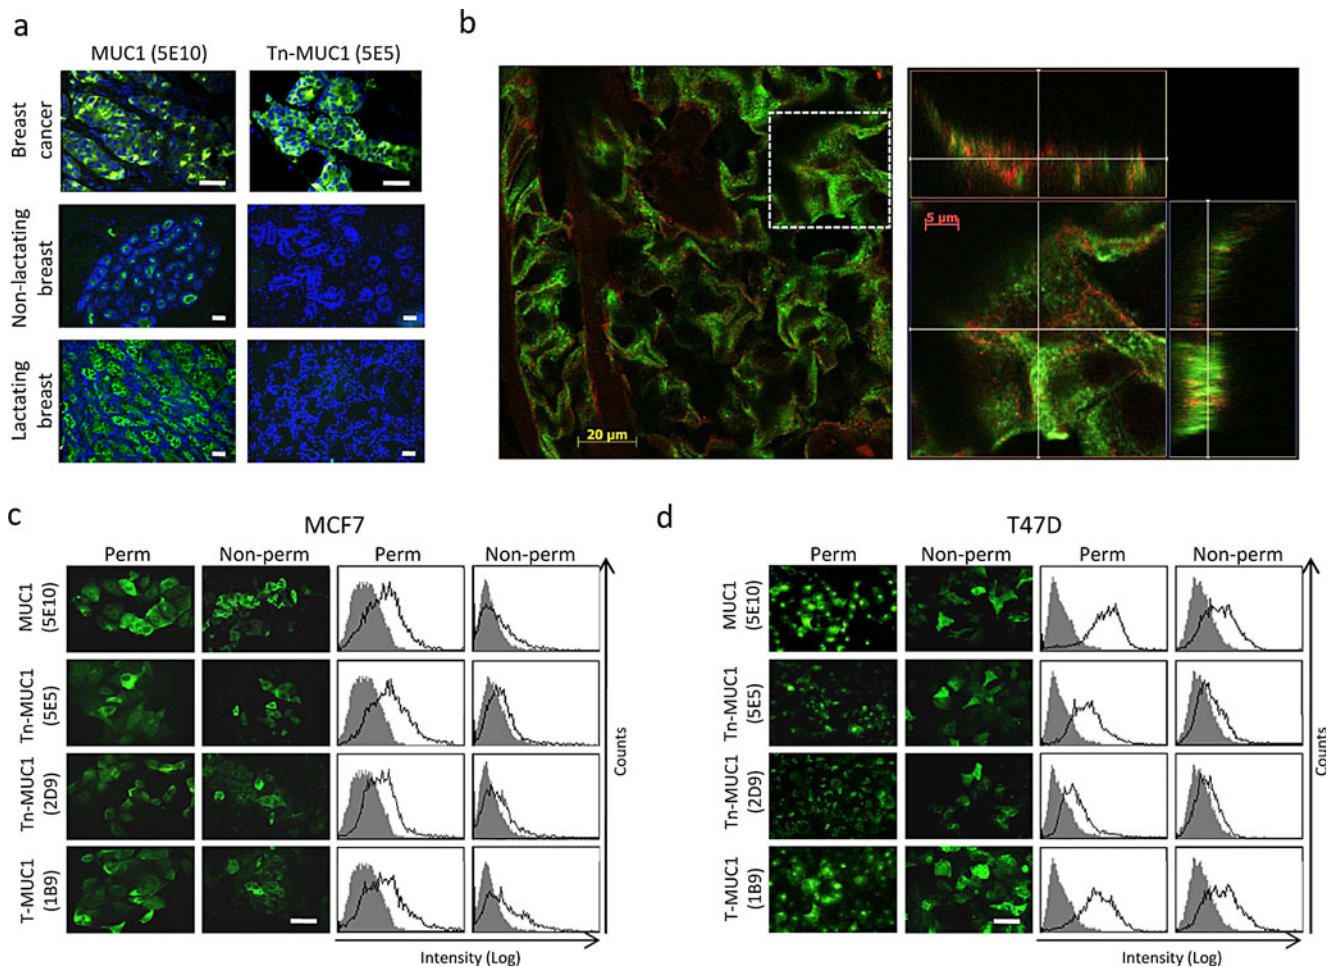 a
MUC1 (5E10)
Tn-MUC1 (5E5)
Breast
cancer
Non-lactating
breast
Lactating
breast
b
20 µm
5 µm
c
MCF7
Perm
Non-perm
Perm
Non-perm
MUC1
(5E10)
Tn-MUC1
(5E5)
Tn-MUC1
(2D9)
T-MUC1
(1B9)
Counts
Intensity (Log)
d
T47D
Perm
Non-perm
Perm
Non-perm
MUC1
(5E10)
Tn-MUC1
(5E5)
Tn-MUC1
(2D9)
T-MUC1
(1B9)
Counts
Intensity (Log)